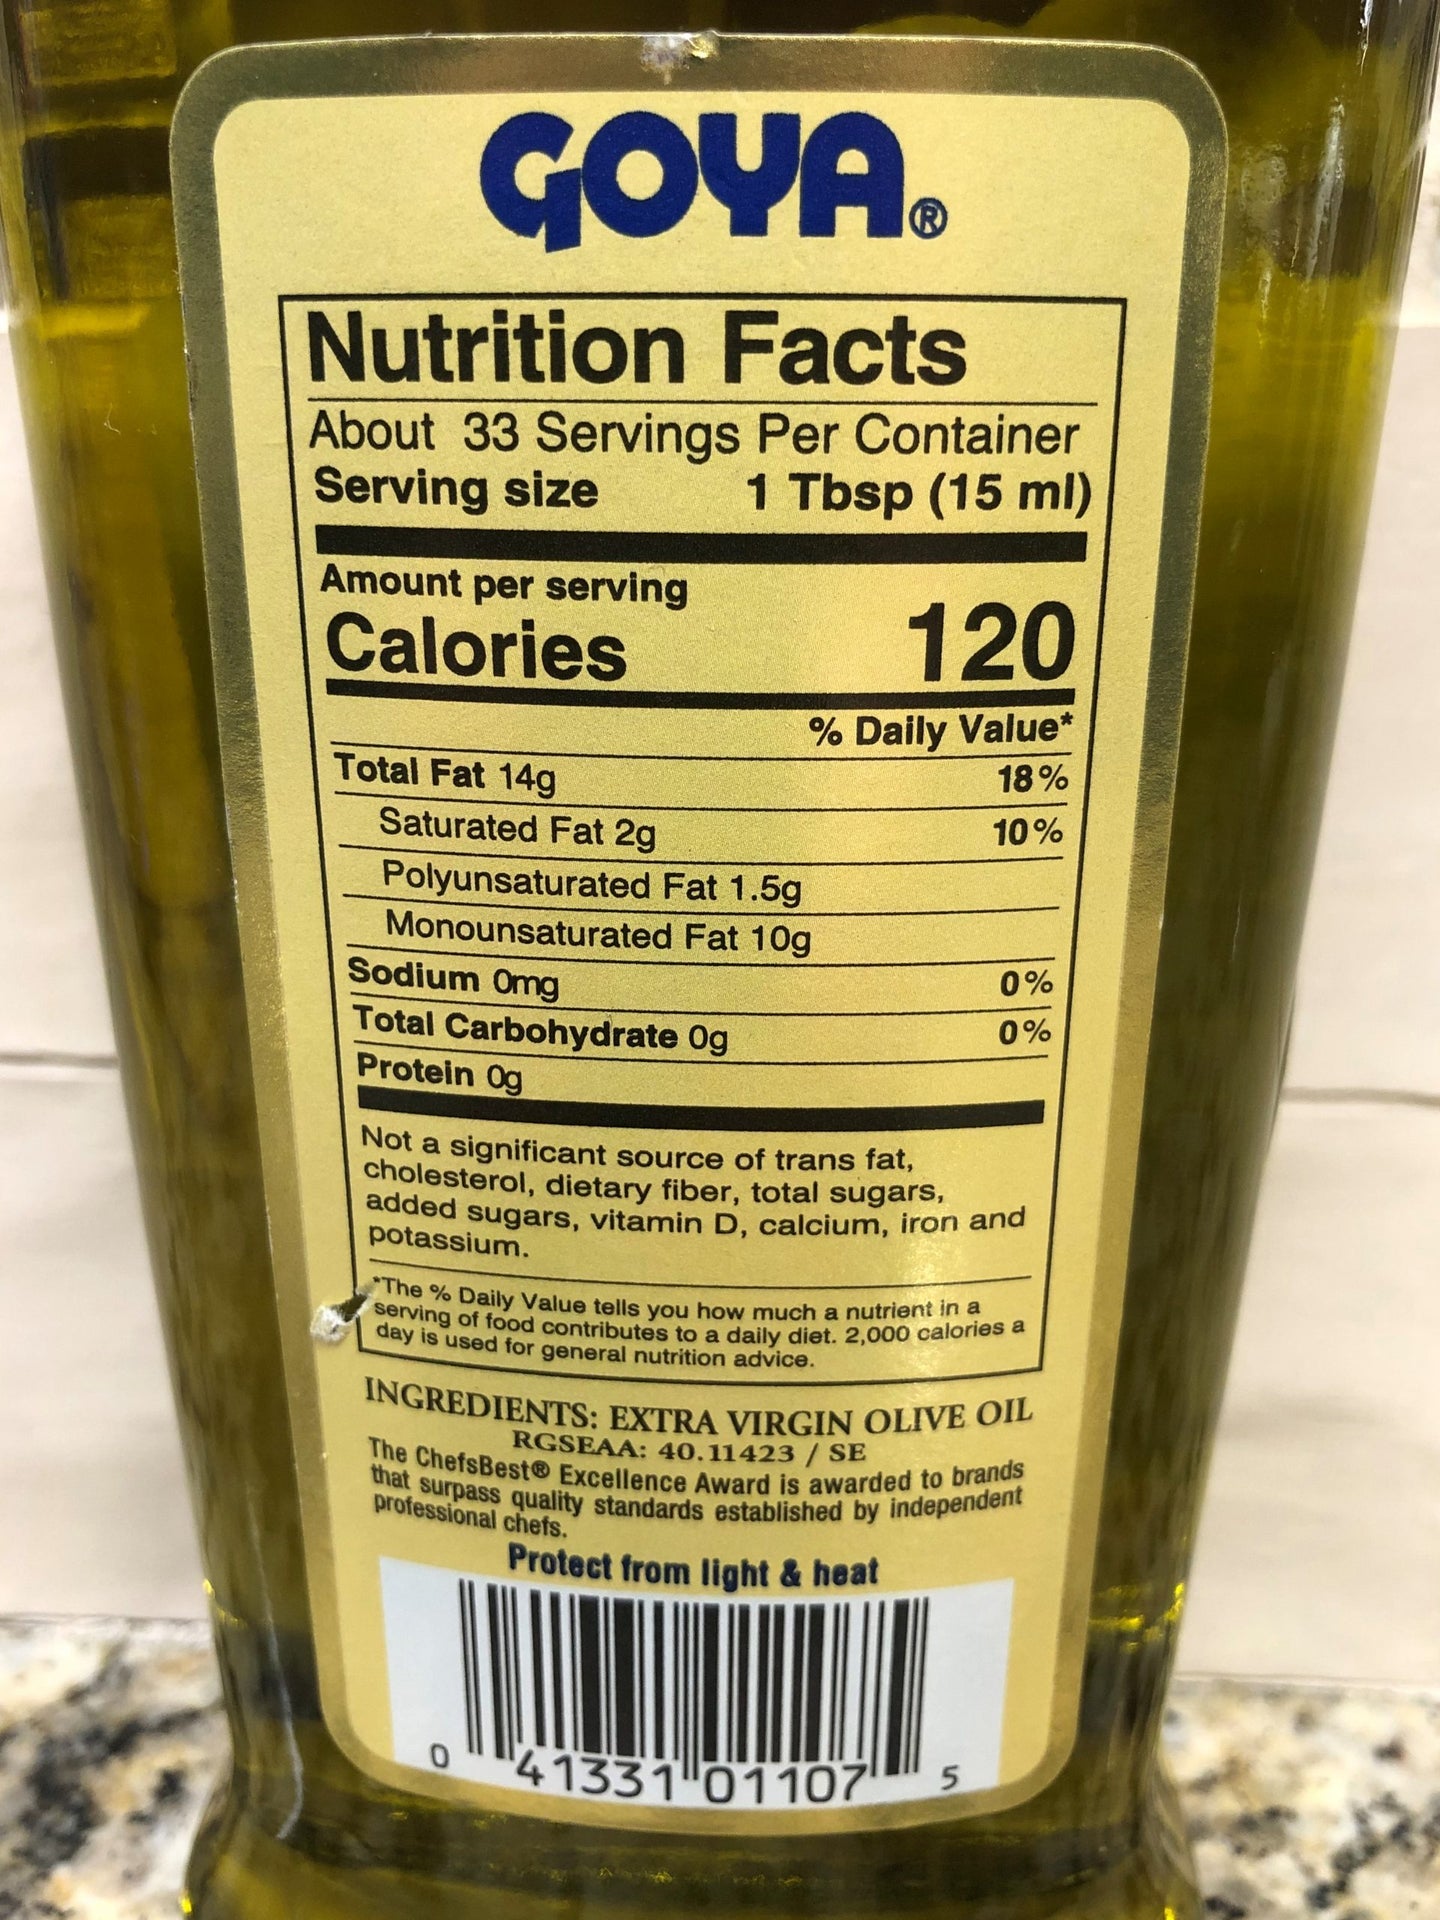 GOYA®
Nutrition Facts
About 33 Servings Per Container
Serving size 1 Tbsp (15 ml)
Amount per serving
Calories 120
% Daily Value*
Total Fat 14g 18%
Saturated Fat 2g 10%
Polyunsaturated Fat 1.5g
Monounsaturated Fat 10g
Sodium 0mg 0%
Total Carbohydrate 0g 0%
Protein 0g
Not a significant source of trans fat,
cholesterol, dietary fiber, total sugars,
added sugars, vitamin D, calcium, iron and
potassium.
*The % Daily Value tells you how much a nutrient in a
serving of food contributes to a daily diet. 2,000 calories a
day is used for general nutrition advice.
INGREDIENTS: EXTRA VIRGIN OLIVE OIL
RGSEAA: 40.11423 / SE
The ChefsBest® Excellence Award is awarded to brands
that surpass quality standards established by independent
professional chefs.
Protect from light & heat
0 41331 01107 5